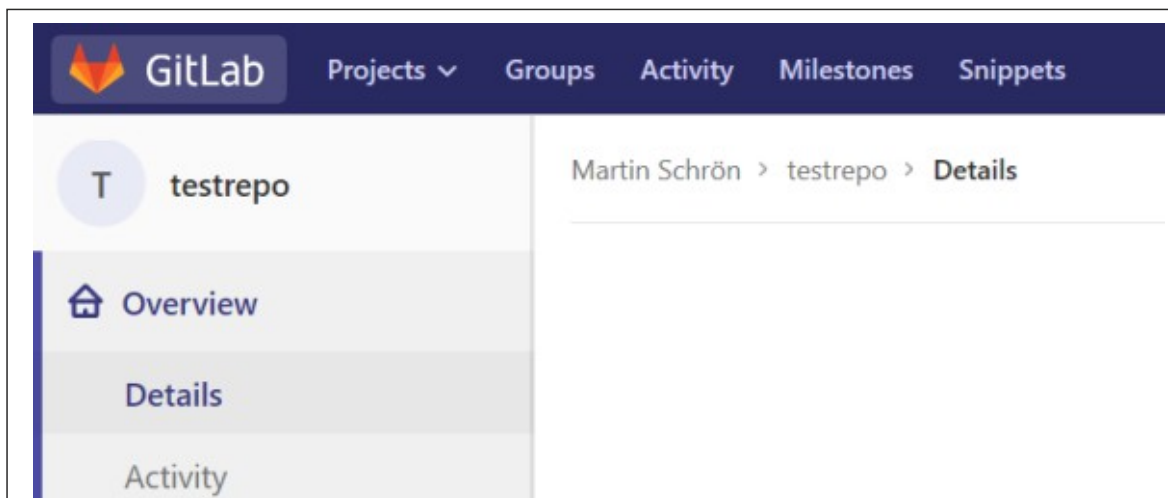 GitLab Projects Groups Activity Milestones Snippets
T testrepo
Martin Schrön > testrepo > Details
Overview
Details
Activity